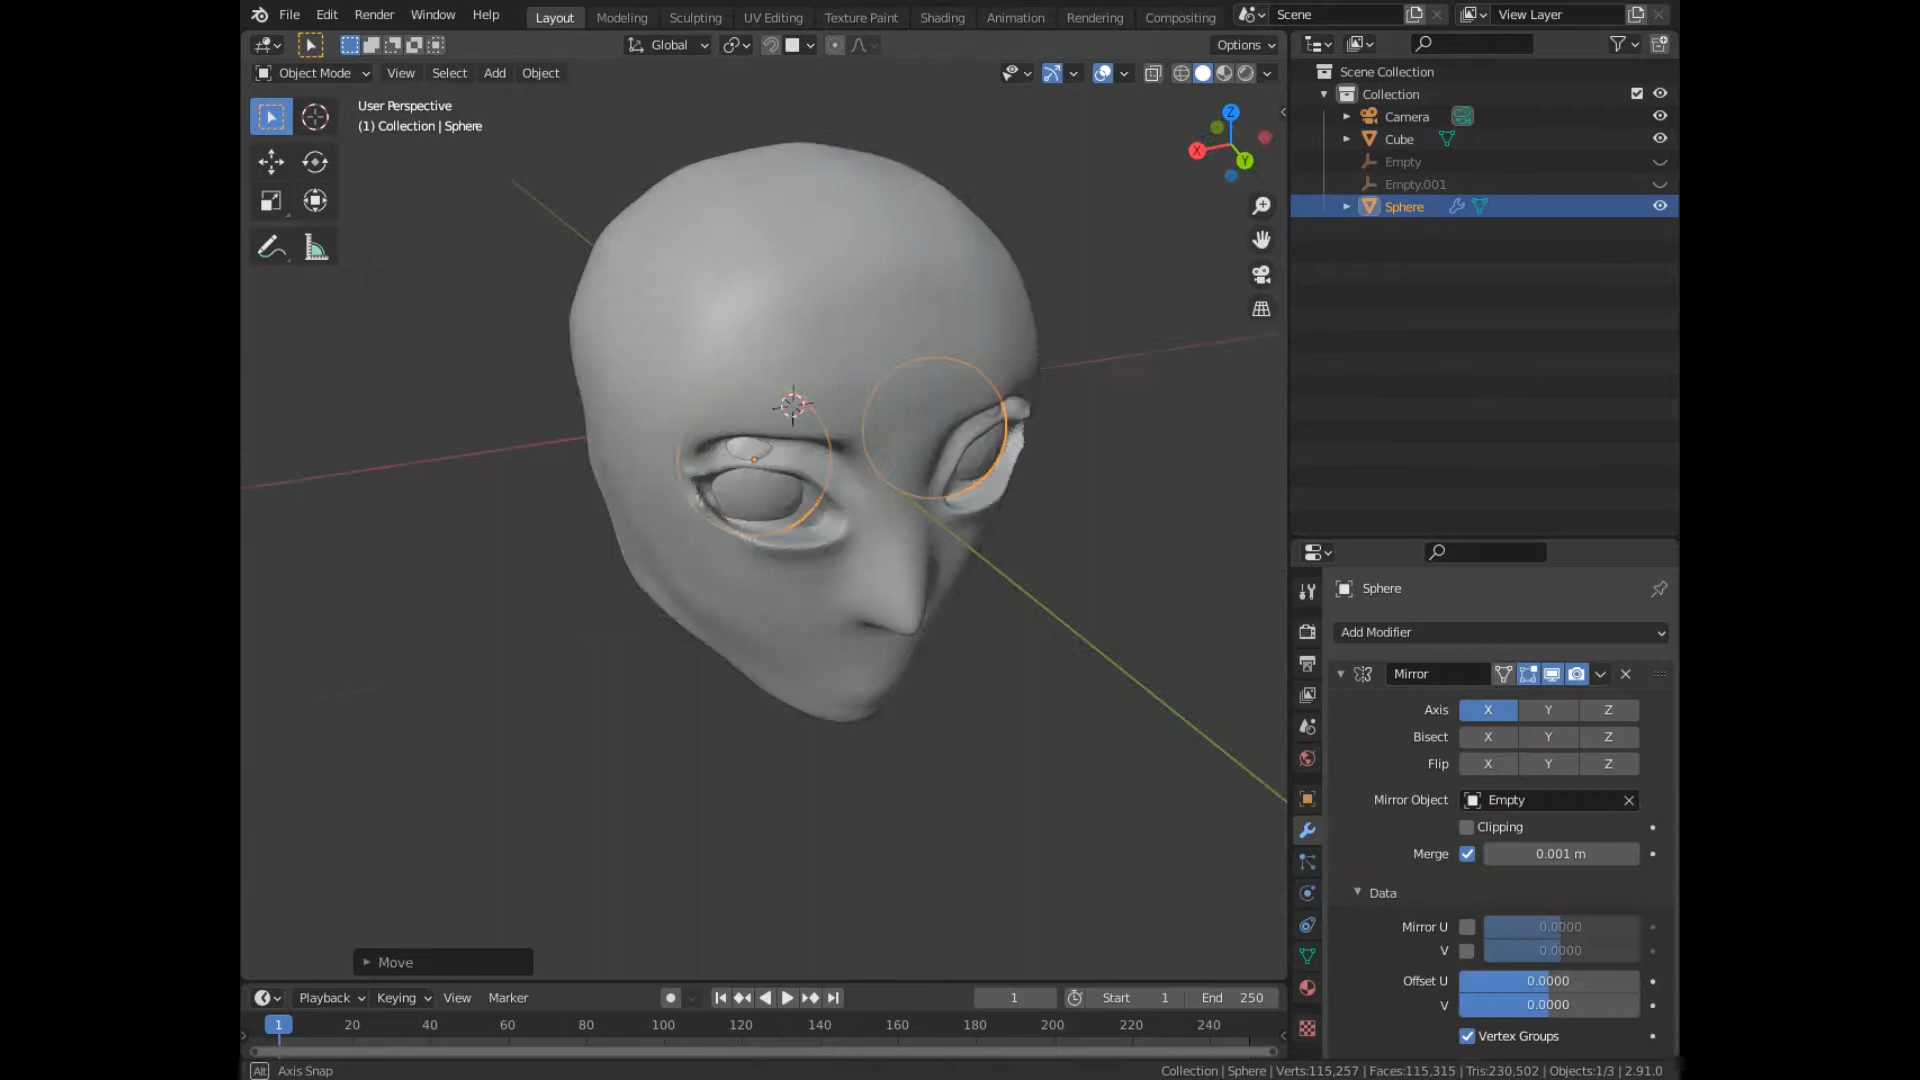 File Edit Render Window Help Layout Modeling Sculpting UV Editing Texture Paint Shading Animation Rendering Compositing Scene View Layer
Global Options
Object Mode View Select Add Object
User Perspective
(1) Collection | Sphere
Z
X
Y
Scene Collection
Collection
Camera
Cube
Empty
Empty.001
Sphere
Sphere
Add Modifier
Mirror
Axis X Y Z
Bisect X Y Z
Flip X Y Z
Mirror Object Empty
Clipping
Merge 0.001 m
Data
Mirror U 0.0000
V 0.0000
Offset U 0.0000
V 0.0000
Vertex Groups
Move
Playback Keying View Marker 1 Start 1 End 250
1 20 40 60 80 100 120 140 160 180 200 220 240
Alt Axis Snap Collection | Sphere | Verts:115,257 | Faces:115,315 | Tris:230,502 | Objects:1/3 | 2.91.0